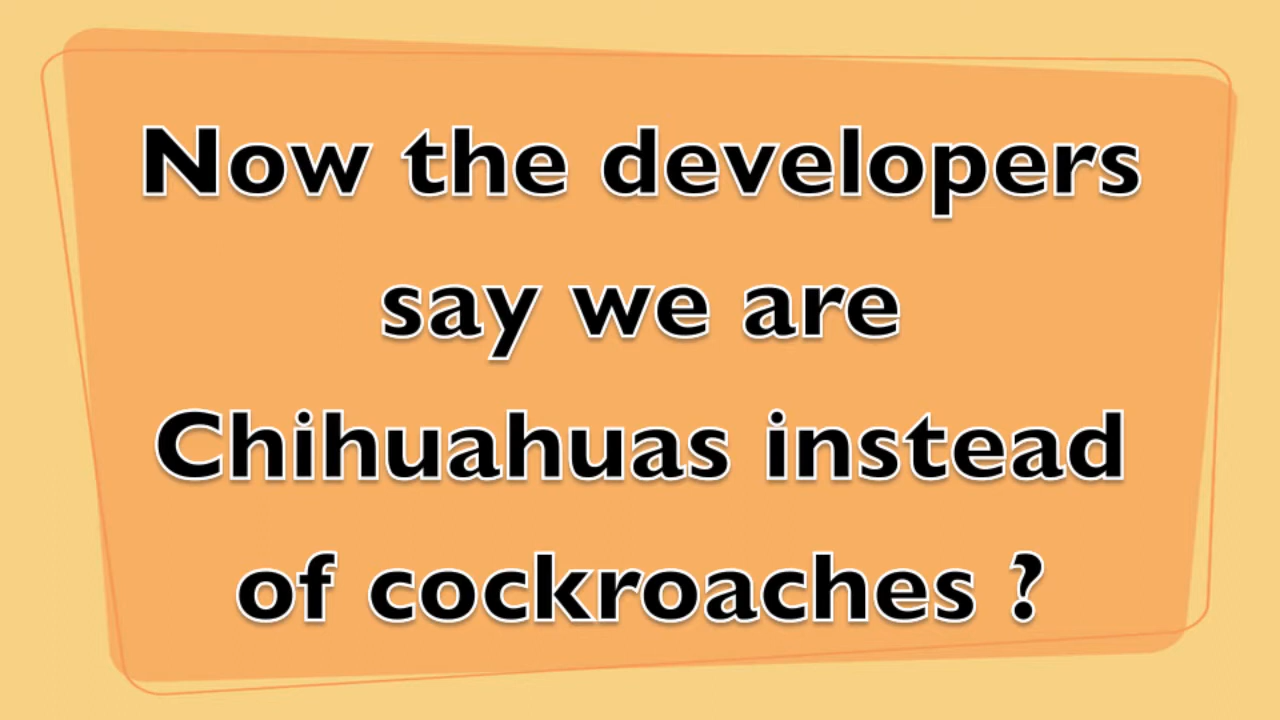 Now the developers
say we are
Chihuahuas instead
of cockroaches ?